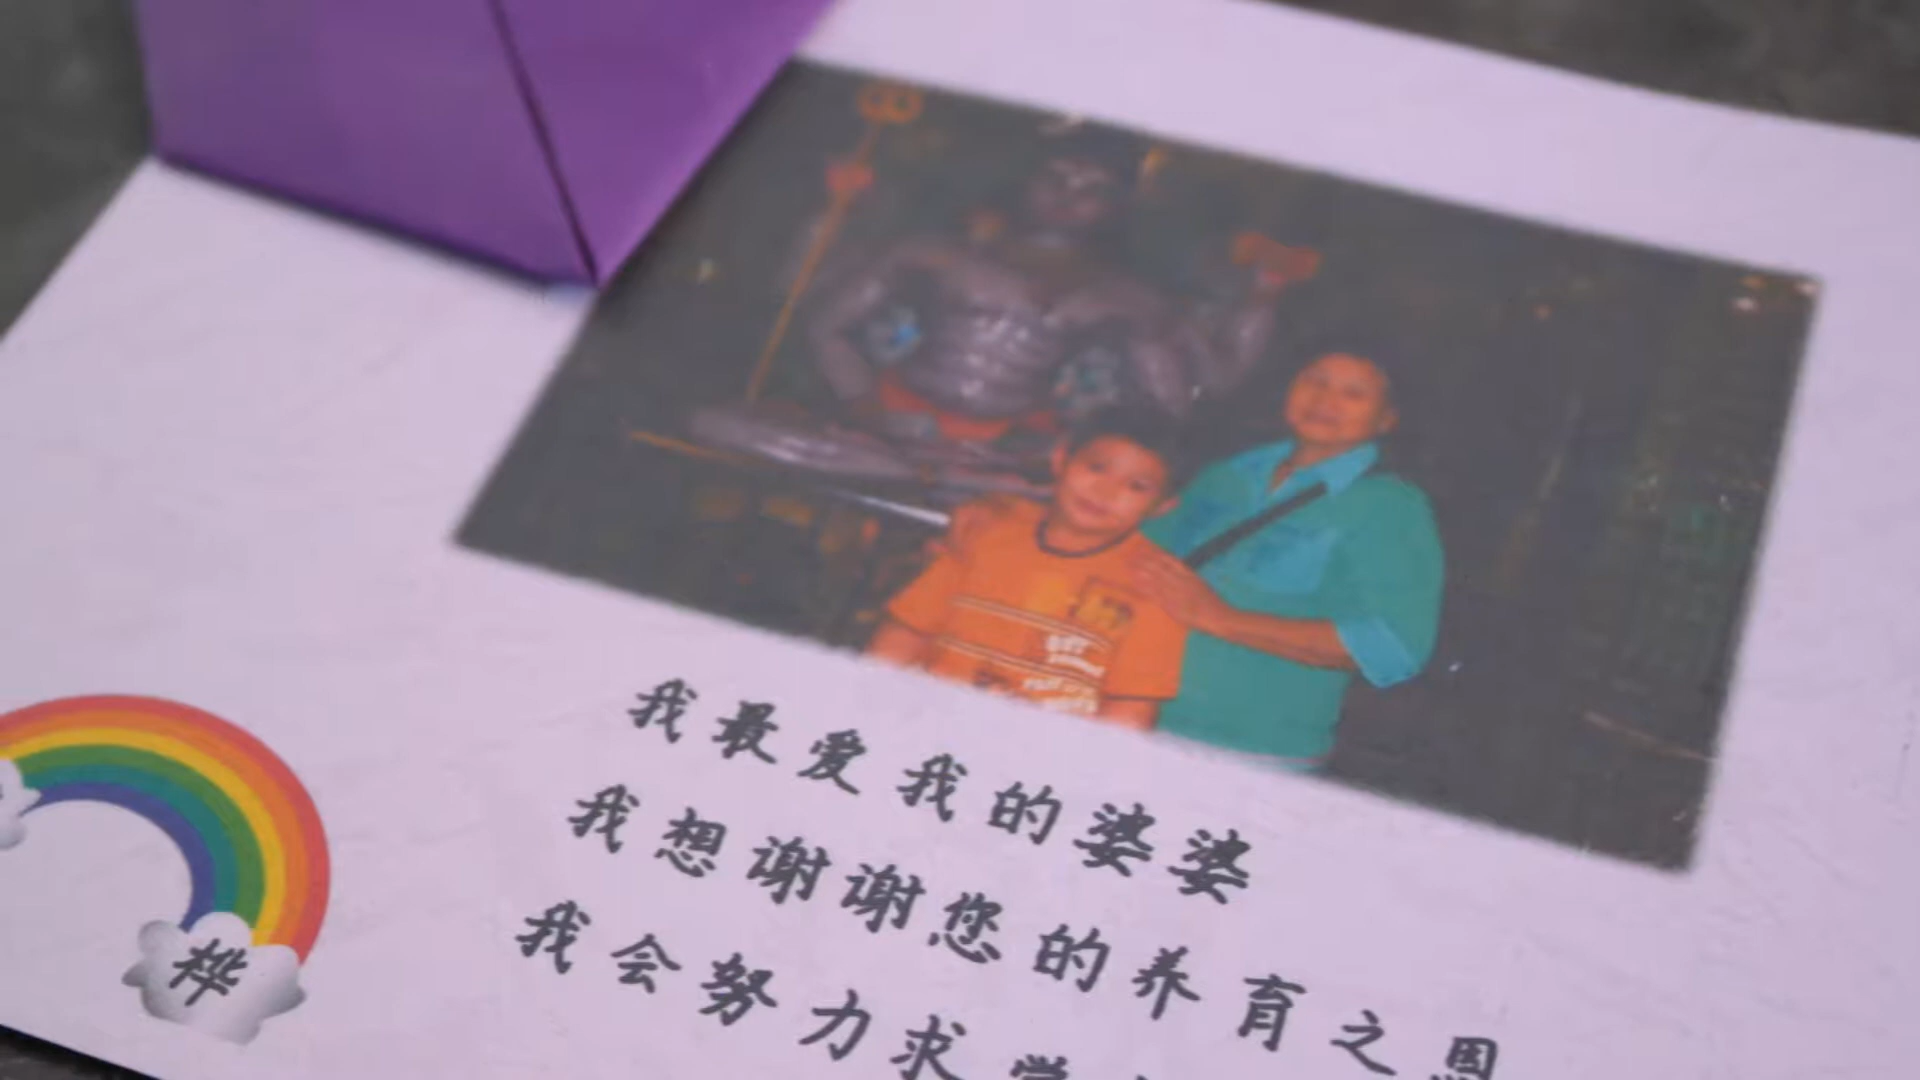 我最爱我的婆婆
我想谢谢您的养育之恩
我会努力求学
桦